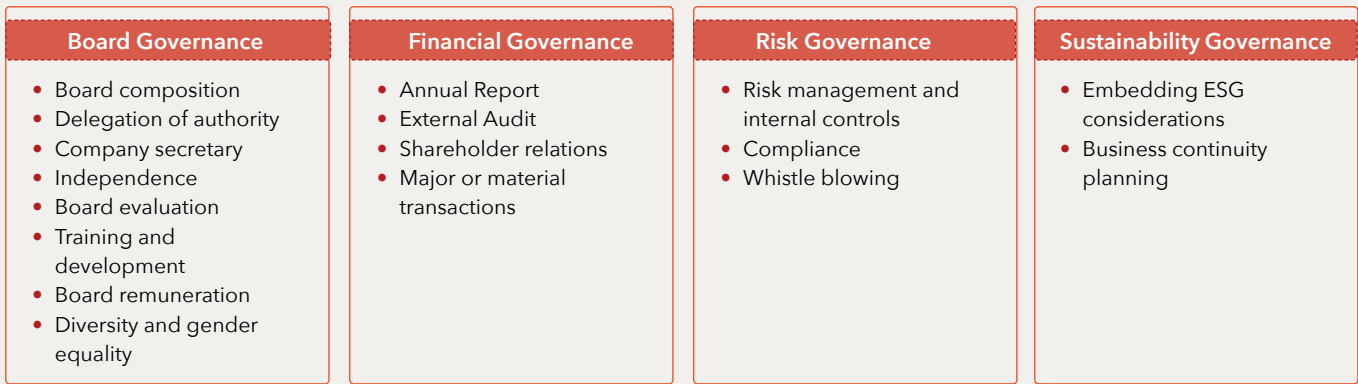 Board Governance
• Board composition
• Delegation of authority
• Company secretary
• Independence
• Board evaluation
• Training and
development
• Board remuneration
• Diversity and gender
equality
Financial Governance
• Annual Report
• External Audit
• Shareholder relations
• Major or material
transactions
Risk Governance
• Risk management and
internal controls
• Compliance
• Whistle blowing
Sustainability Governance
• Embedding ESG
considerations
• Business continuity
planning